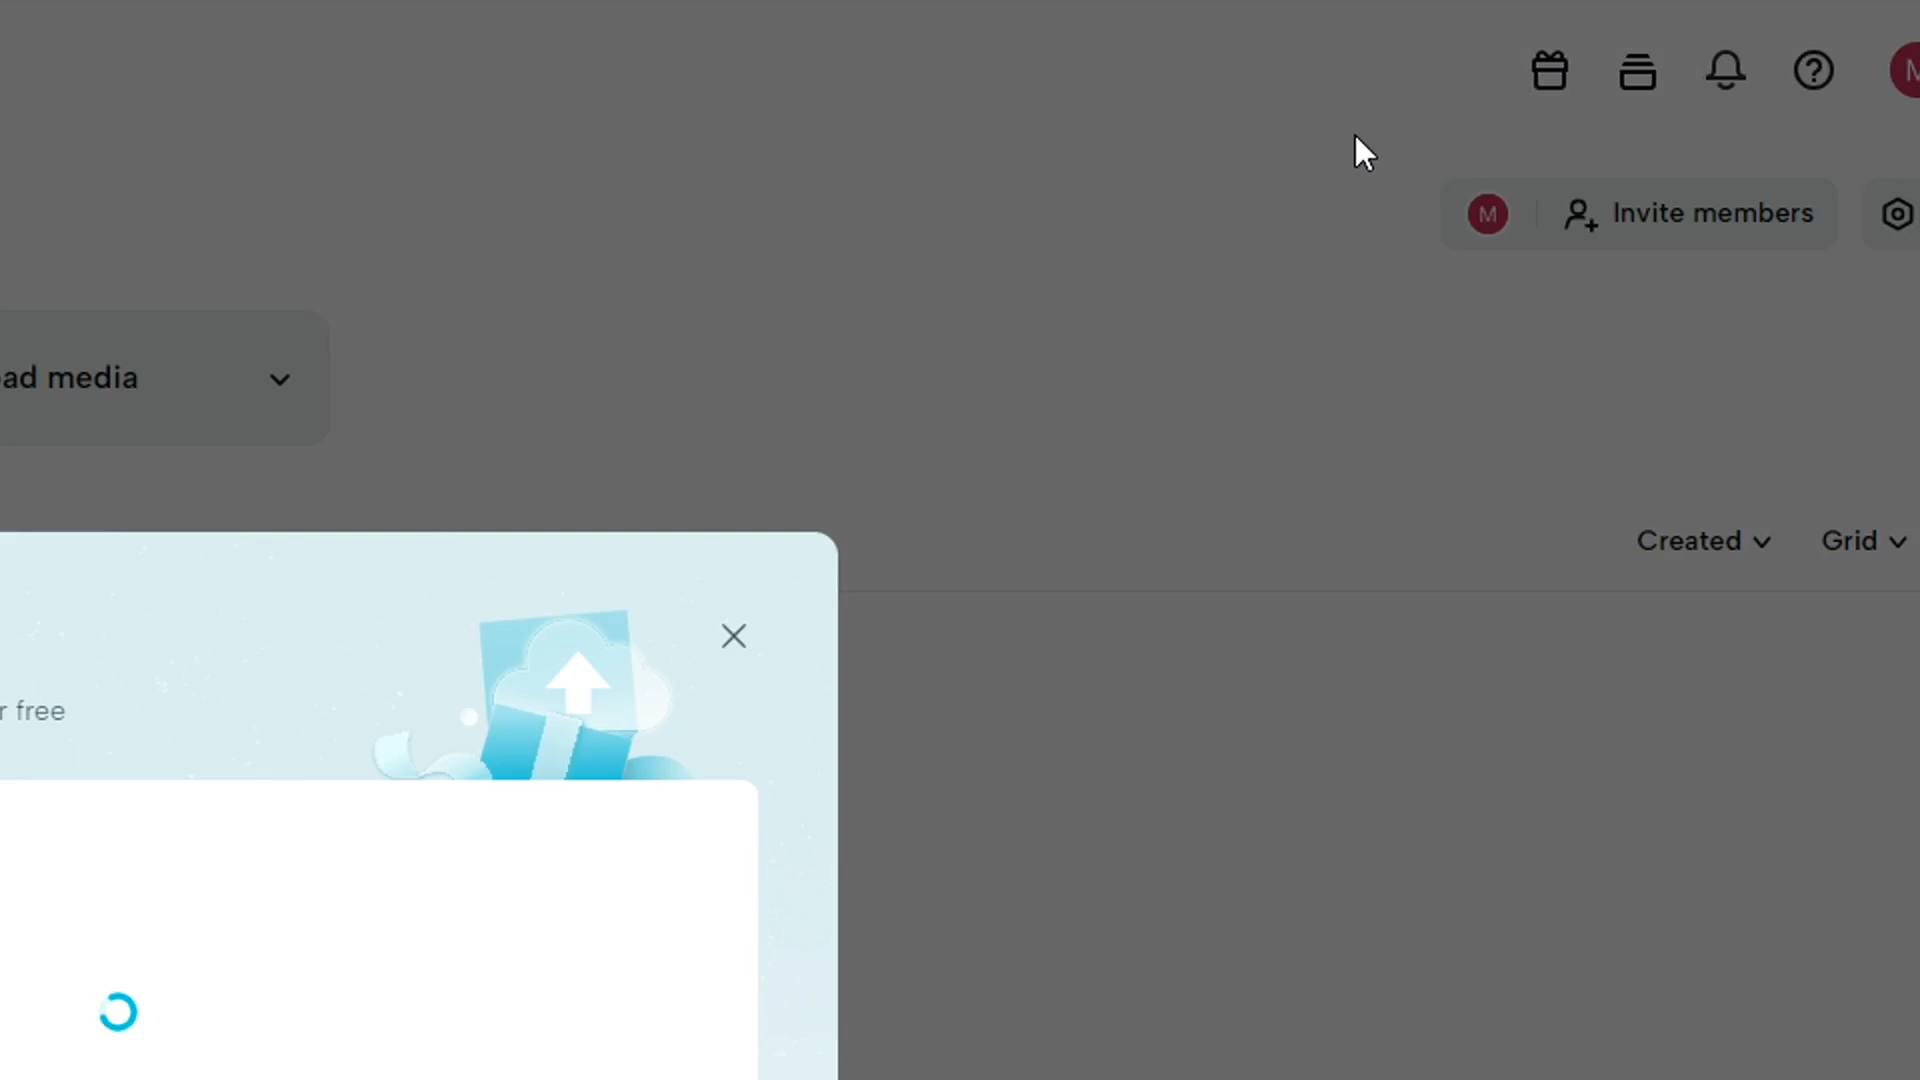 M
M
Invite members
ad media
Created
Grid
r free